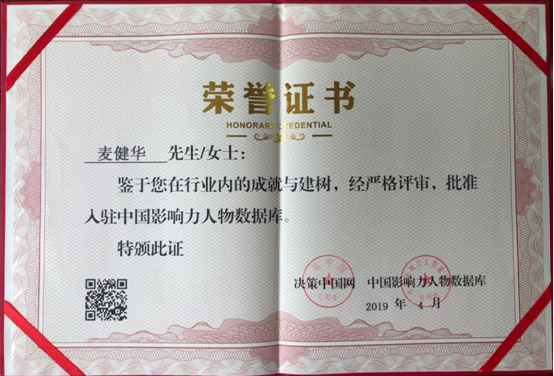 荣誉证书
HONORARY CREDENTIAL
麦健华 先生/女士：
鉴于您在行业内的成就与建树，经严格评审，批准
入驻中国影响力人物数据库。
特颁此证
决策中国网 中国影响力人物数据库
2019 年 4 月